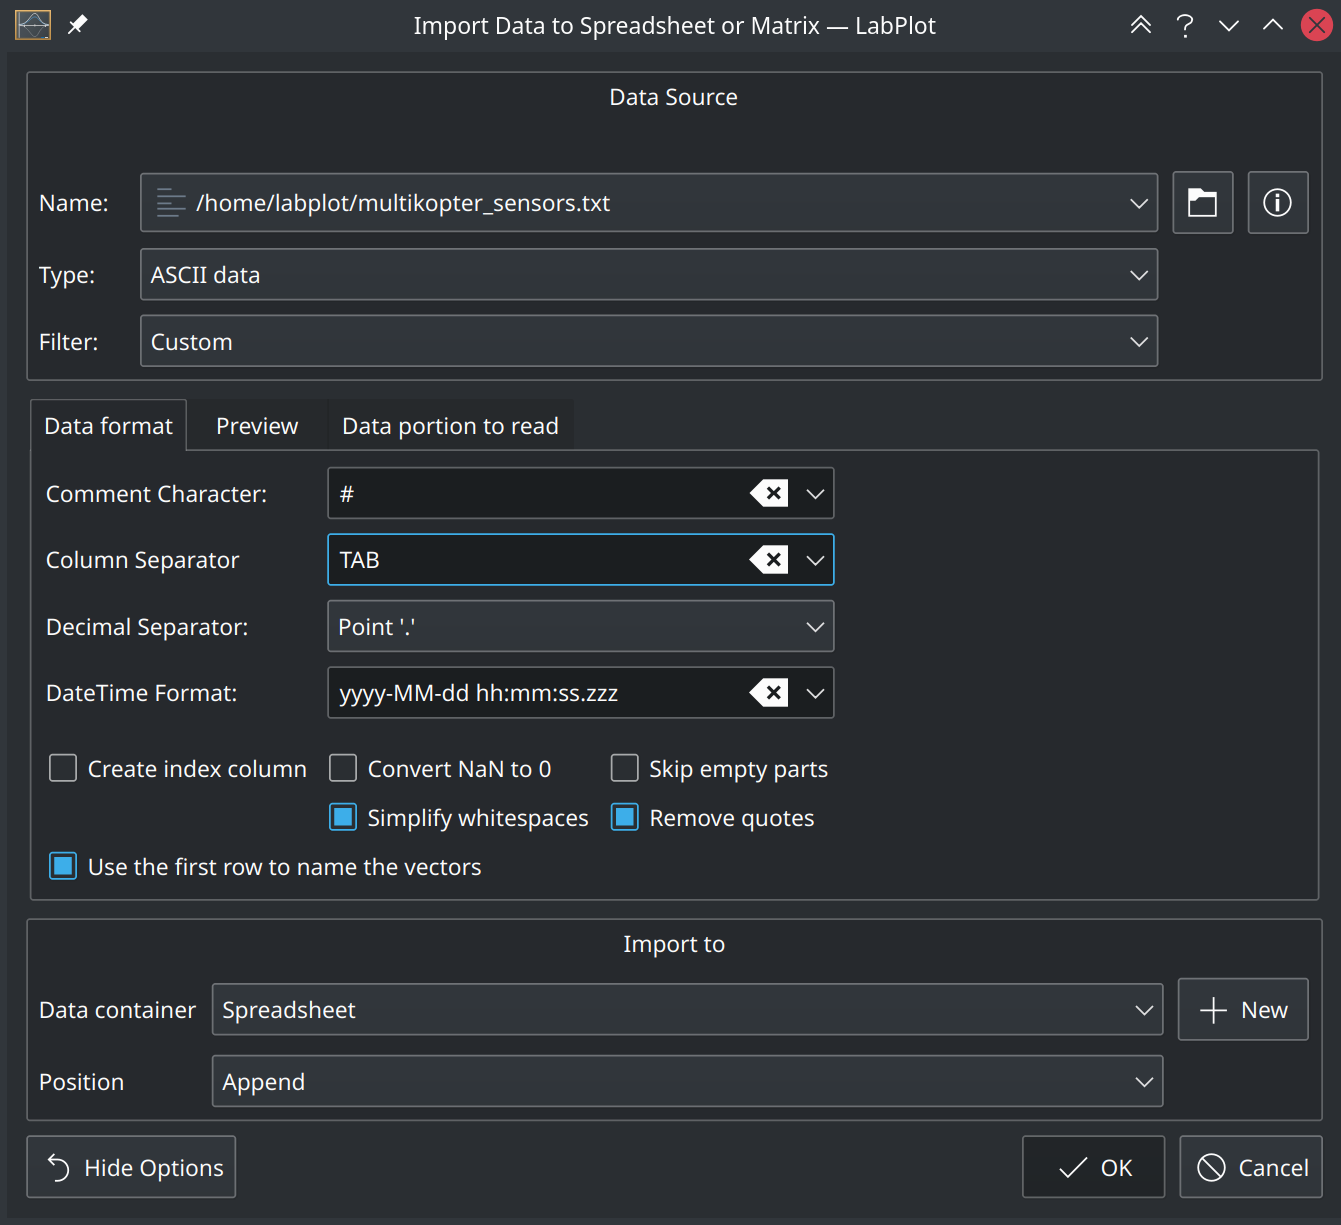 Import Data to Spreadsheet or Matrix — LabPlot
Data Source
Name: /home/labplot/multikopter_sensors.txt
Type: ASCII data
Filter: Custom
Data format Preview Data portion to read
Comment Character: #
Column Separator TAB
Decimal Separator: Point '.'
DateTime Format: yyyy-MM-dd hh:mm:ss.zzz
Create index column Convert NaN to 0 Skip empty parts
Simplify whitespaces Remove quotes
Use the first row to name the vectors
Import to
Data container Spreadsheet New
Position Append
Hide Options OK Cancel